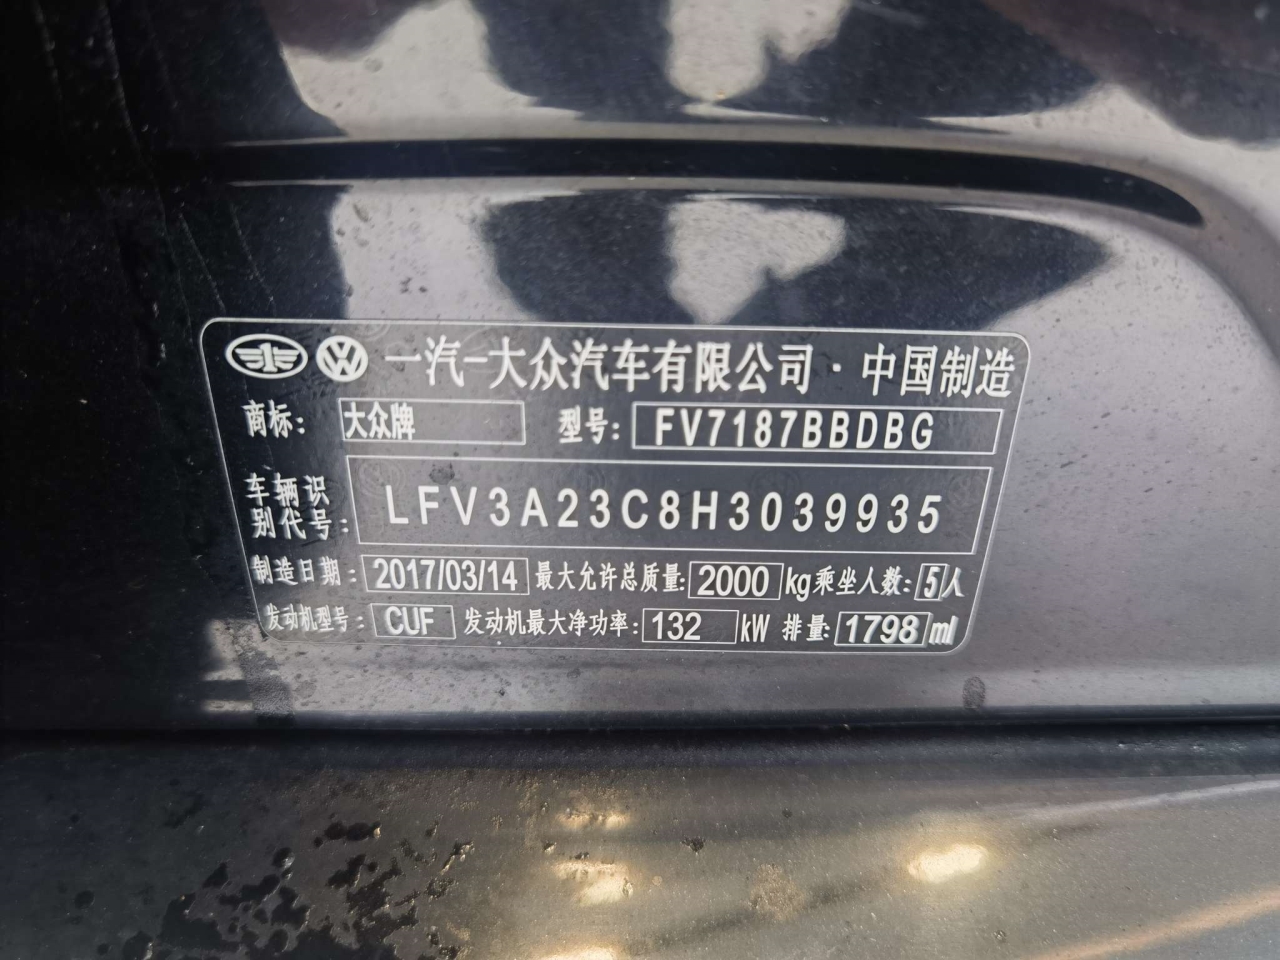 一汽-大众汽车有限公司·中国制造
商标: 大众牌 型号: FV7187BBDBG
车辆识别代号: LFV3A23C8H3039935
制造日期: 2017/03/14 最大允许总质量: 2000 kg 乘坐人数: 5人
发动机型号: CUF 发动机最大净功率: 132 kW 排量: 1798 ml